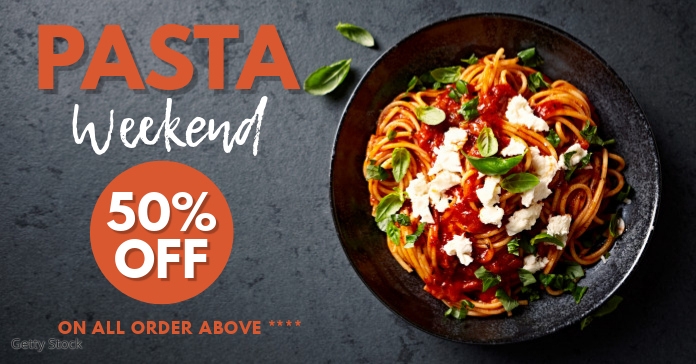 PASTA
Weekend
50%
OFF
ON ALL ORDER ABOVE ****
Getty Stock